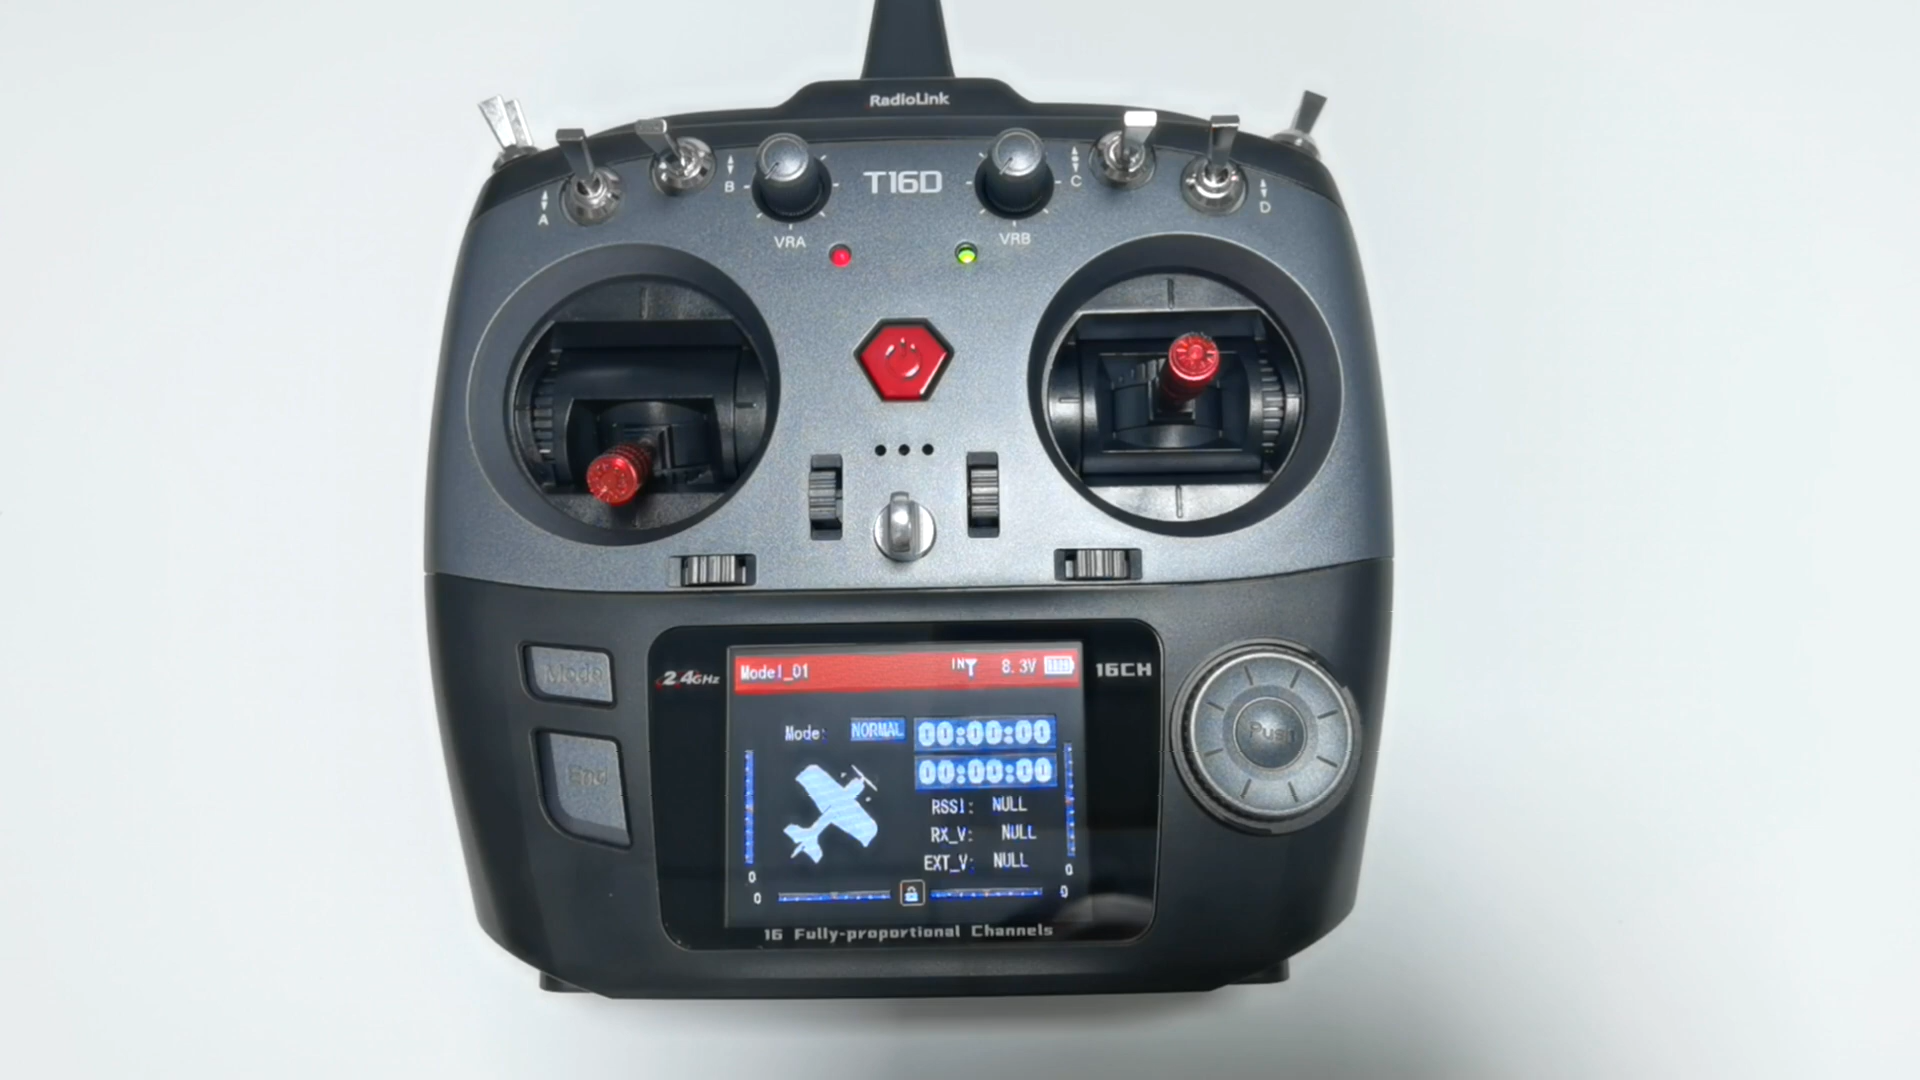 RadioLink
A
B
T16D
C
D
VRA
VRB
Mode
End
2.4GHz
Model_01
IN
8.3V
16CH
Mode:
NORMAL
00:00:00
00:00:00
RSSI: NULL
RX_V: NULL
EXT_V: NULL
0
0
0
0
Push
16 Fully-proportional Channels